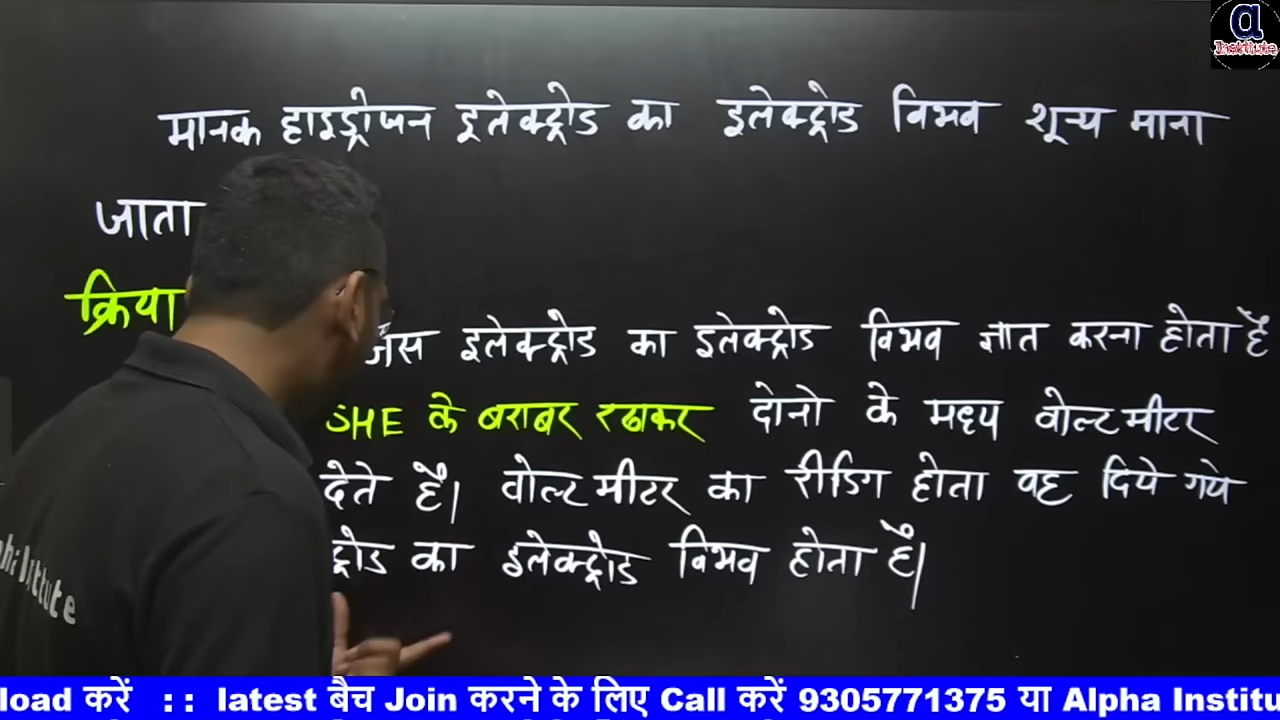 α
Institute
मानक हाइड्रोजन इलेक्ट्रोड का इलेक्ट्रोड विभव शून्य माना
जाता
क्रिया
जिस इलेक्ट्रोड का इलेक्ट्रोड विभव ज्ञात करना होता है
SHE के बराबर रखकर दोनो के मध्य वोल्टमीटर
देते है। वोल्टमीटर का रीडिंग होता वह दिये गये
ट्रोड का इलेक्ट्रोड विभव होता है।
load करें :: latest बैच Join करने के लिए Call करें 9305771375 या Alpha Institu